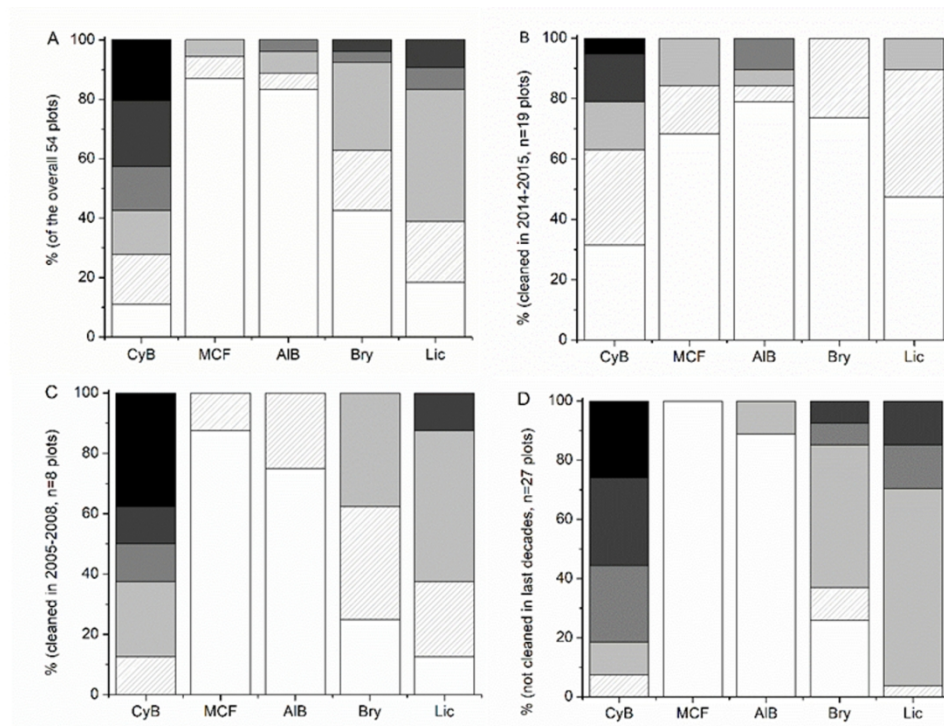 A
100
80
60
40
20
0
% (of the overall 54 plots)
CyB MCF AlB Bry Lic
B
100
80
60
40
20
0
% (cleaned in 2014-2015, n=19 plots)
CyB MCF AlB Bry Lic
C
100
80
60
40
20
0
% (cleaned in 2005-2008, n=8 plots)
CyB MCF AlB Bry Lic
D
100
80
60
40
20
0
% (not cleaned in last decades, n=27 plots)
CyB MCF AlB Bry Lic